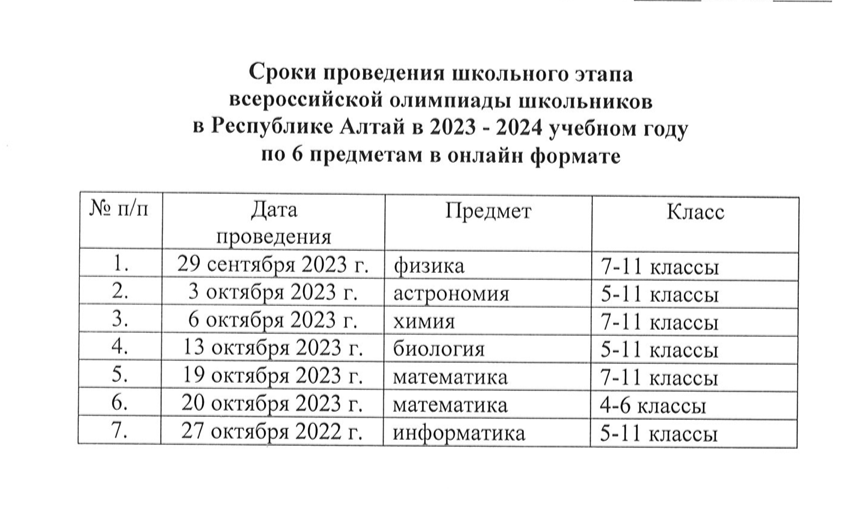 Сроки проведения школьного этапа
всероссийской олимпиады школьников
в Республике Алтай в 2023 - 2024 учебном году
по 6 предметам в онлайн формате
№ п/п Дата проведения Предмет Класс
1. 29 сентября 2023 г. физика 7-11 классы
2. 3 октября 2023 г. астрономия 5-11 классы
3. 6 октября 2023 г. химия 7-11 классы
4. 13 октября 2023 г. биология 5-11 классы
5. 19 октября 2023 г. математика 7-11 классы
6. 20 октября 2023 г. математика 4-6 классы
7. 27 октября 2022 г. информатика 5-11 классы